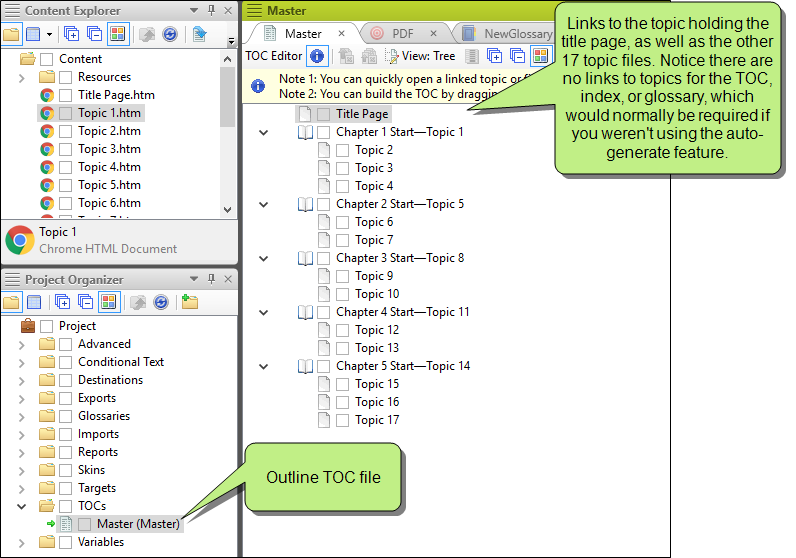 Content Explorer
Content
Resources
Title Page.htm
Topic 1.htm
Topic 2.htm
Topic 3.htm
Topic 4.htm
Topic 5.htm
Topic 6.htm
Topic 1
Chrome HTML Document
Project Organizer
Project
Advanced
Conditional Text
Destinations
Exports
Glossaries
Imports
Reports
Skins
Targets
TOCs
Master (Master)
Variables
Master
Master
PDF
NewGlossary
TOC Editor
View: Tree
Note 1: You can quickly open a linked topic or
Note 2: You can build the TOC by dragging
Title Page
Chapter 1 Start—Topic 1
Topic 2
Topic 3
Topic 4
Chapter 2 Start—Topic 5
Topic 6
Topic 7
Chapter 3 Start—Topic 8
Topic 9
Topic 10
Chapter 4 Start—Topic 11
Topic 12
Topic 13
Chapter 5 Start—Topic 14
Topic 15
Topic 16
Topic 17
Links to the topic holding the
title page, as well as the other
17 topic files. Notice there are
no links to topics for the TOC,
index, or glossary, which
would normally be required if
you weren't using the auto-
generate feature.
Outline TOC file